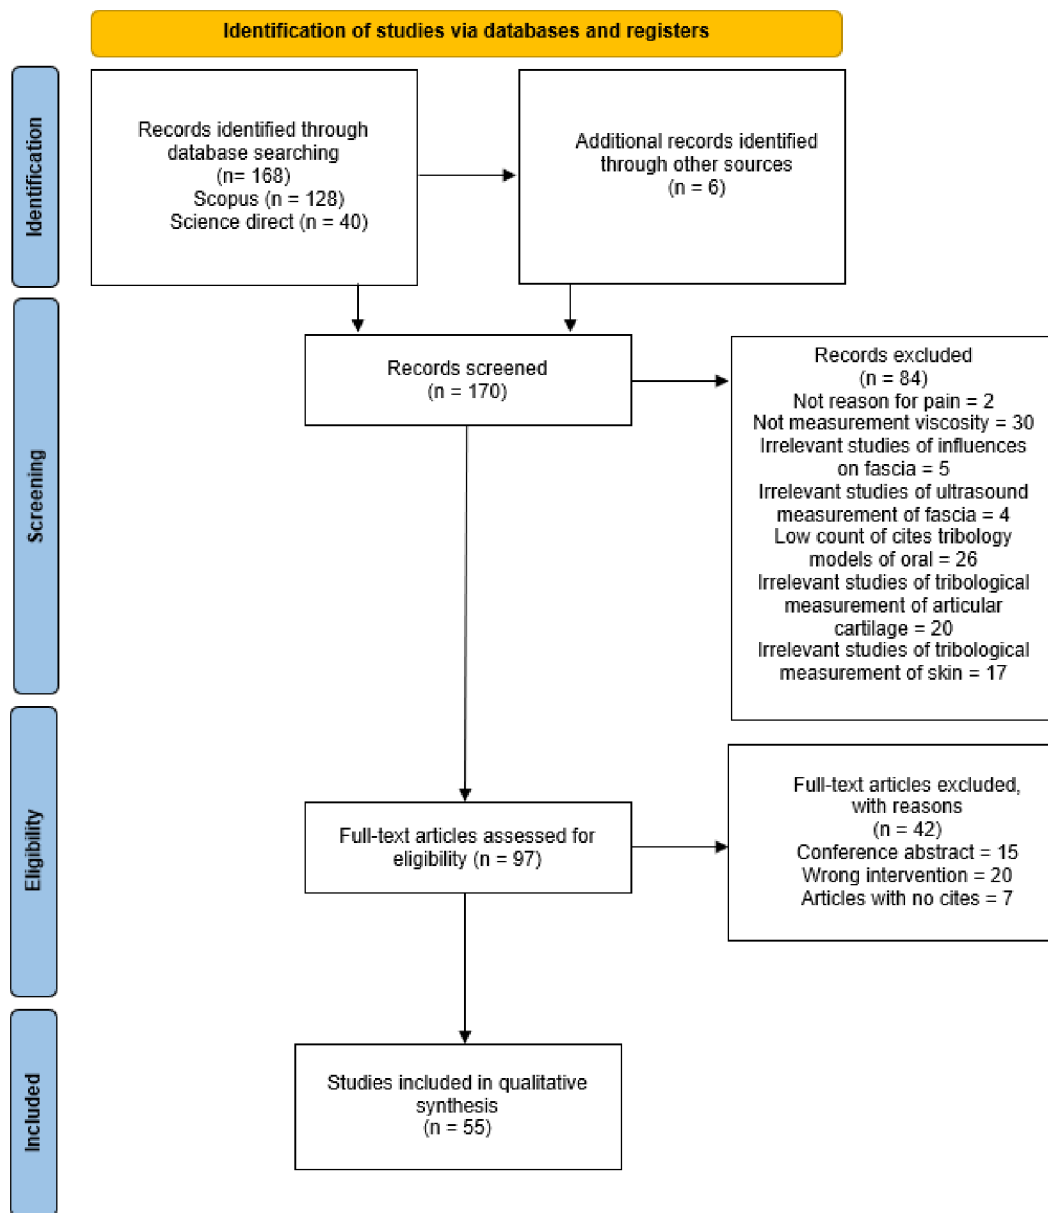 Identification of studies via databases and registers
Identification
Records identified through
database searching
(n= 168)
Scopus (n = 128)
Science direct (n = 40)
Additional records identified
through other sources
(n = 6)
Screening
Records screened
(n = 170)
Records excluded
(n = 84)
Not reason for pain = 2
Not measurement viscosity = 30
Irrelevant studies of influences
on fascia = 5
Irrelevant studies of ultrasound
measurement of fascia = 4
Low count of cites tribology
models of oral = 26
Irrelevant studies of tribological
measurement of articular
cartilage = 20
Irrelevant studies of tribological
measurement of skin = 17
Eligibility
Full-text articles assessed for
eligibility (n = 97)
Full-text articles excluded,
with reasons
(n = 42)
Conference abstract = 15
Wrong intervention = 20
Articles with no cites = 7
Included
Studies included in qualitative
synthesis
(n = 55)